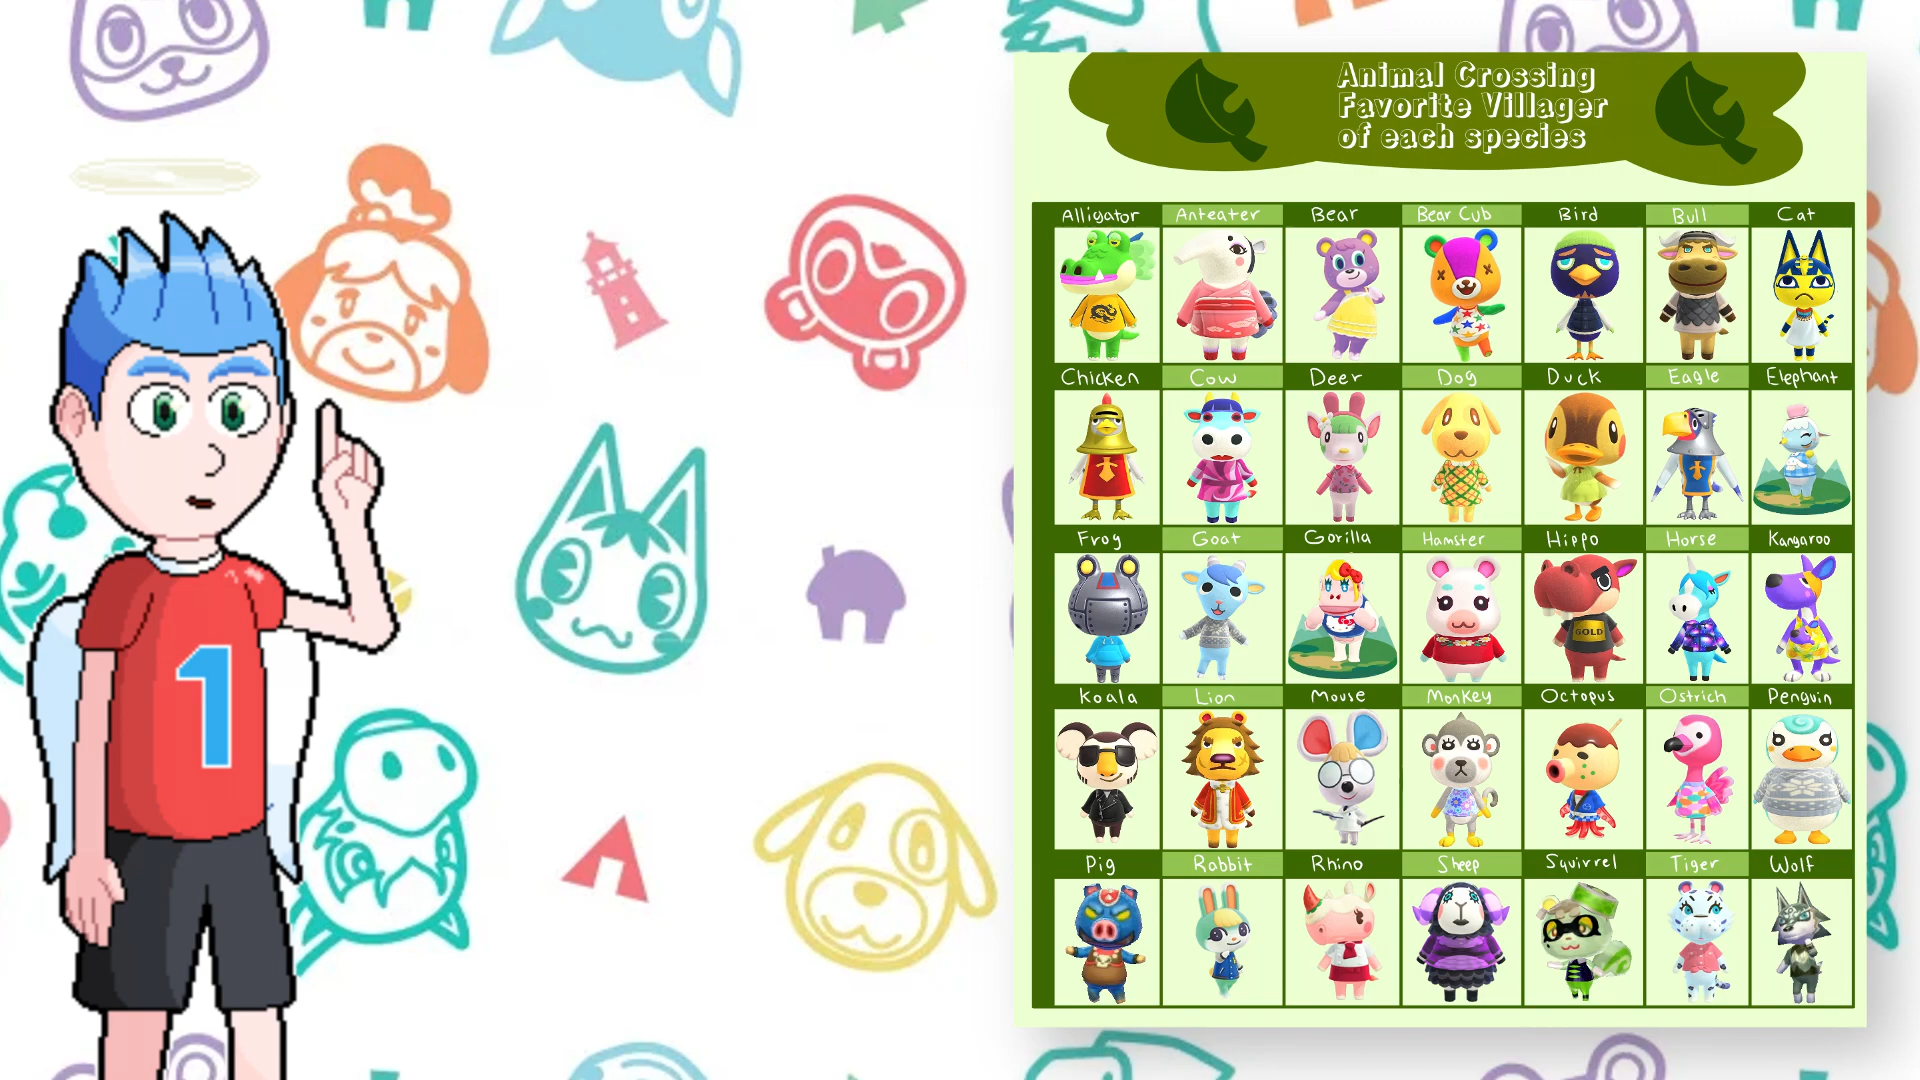 Animal Crossing
Favorite Villager
of each species
Alligator Anteater Bear Bear Cub Bird Bull Cat
Chicken Cow Deer Dog Duck Eagle Elephant
Frog Goat Gorilla Hamster Hippo Horse Kangaroo
GOLD
Koala Lion Mouse Monkey Octopus Ostrich Penguin
Pig Rabbit Rhino Sheep Squirrel Tiger Wolf
1